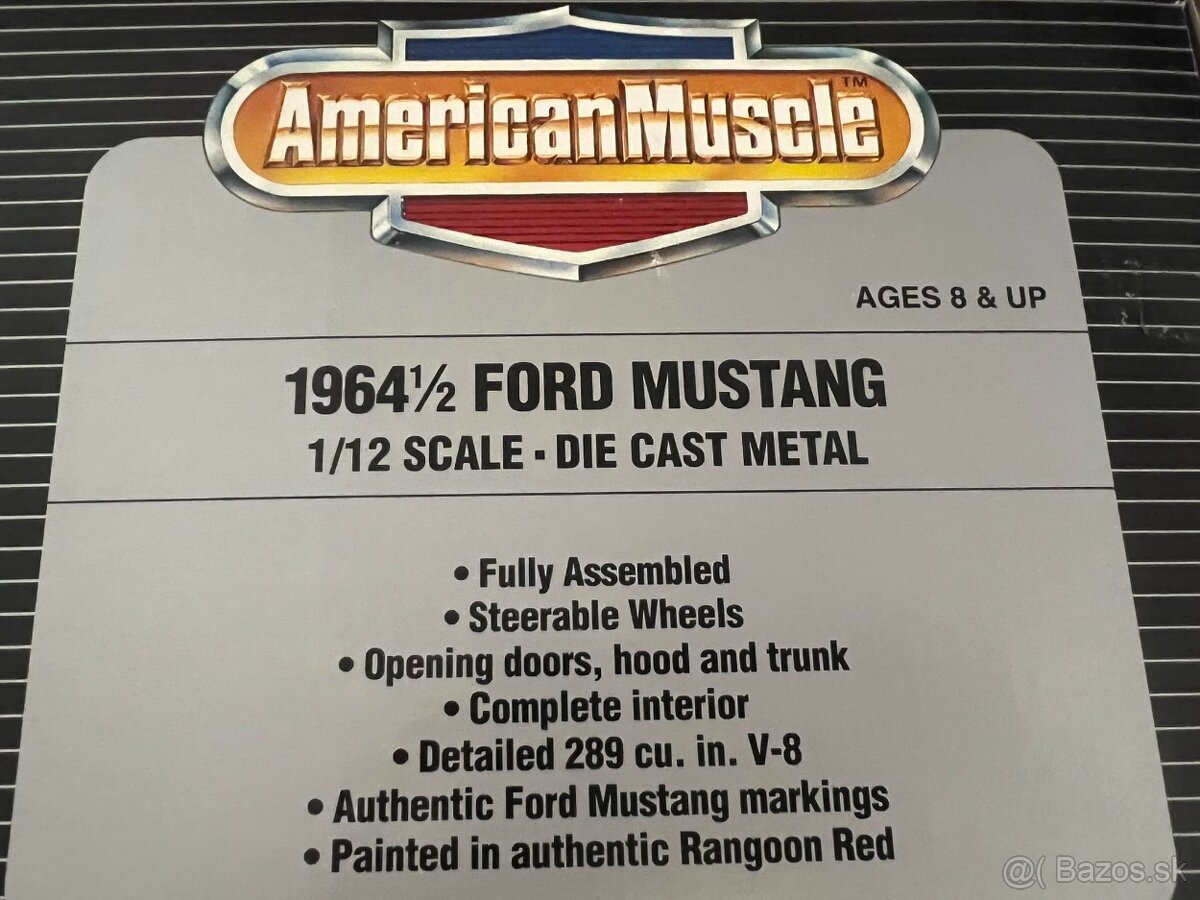 AmericanMuscle™
AGES 8 & UP
1964½ FORD MUSTANG
1/12 SCALE · DIE CAST METAL
• Fully Assembled
• Steerable Wheels
• Opening doors, hood and trunk
• Complete interior
• Detailed 289 cu. in. V-8
• Authentic Ford Mustang markings
• Painted in authentic Rangoon Red
@( Bazos.sk